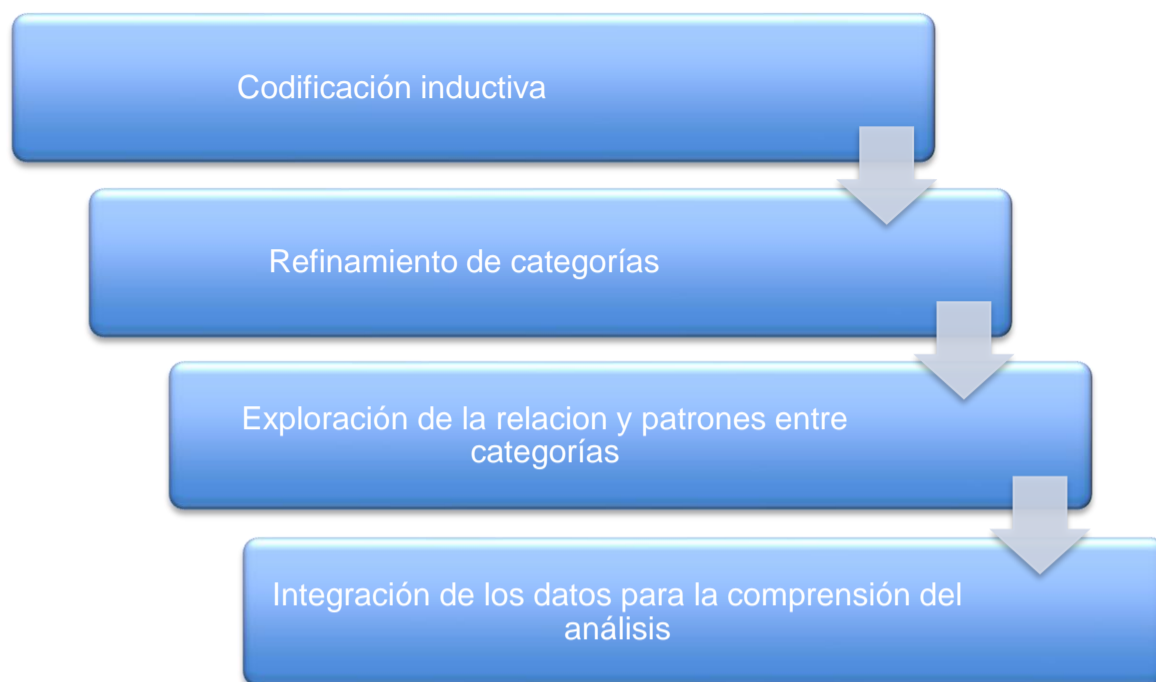 Codificación inductiva
Refinamiento de categorías
Exploración de la relacion y patrones entre
categorías
Integración de los datos para la comprensión del
análisis